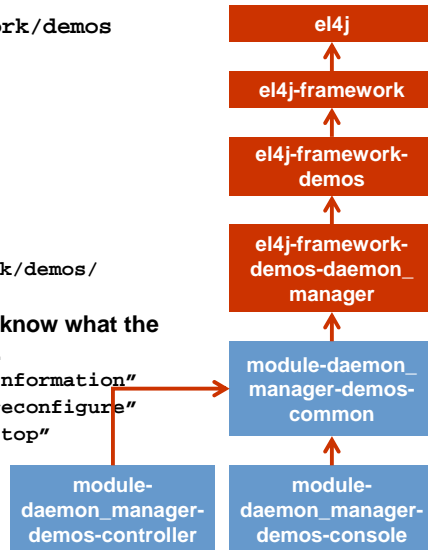 ork/demos
k/demos/
know what the
nformation”
econfigure”
top”
el4j
el4j-framework
el4j-framework-
demos
el4j-framework-
demos-daemon_
manager
module-daemon_
manager-demos-
common
module-
daemon_manager-
demos-controller
module-
daemon_manager-
demos-console